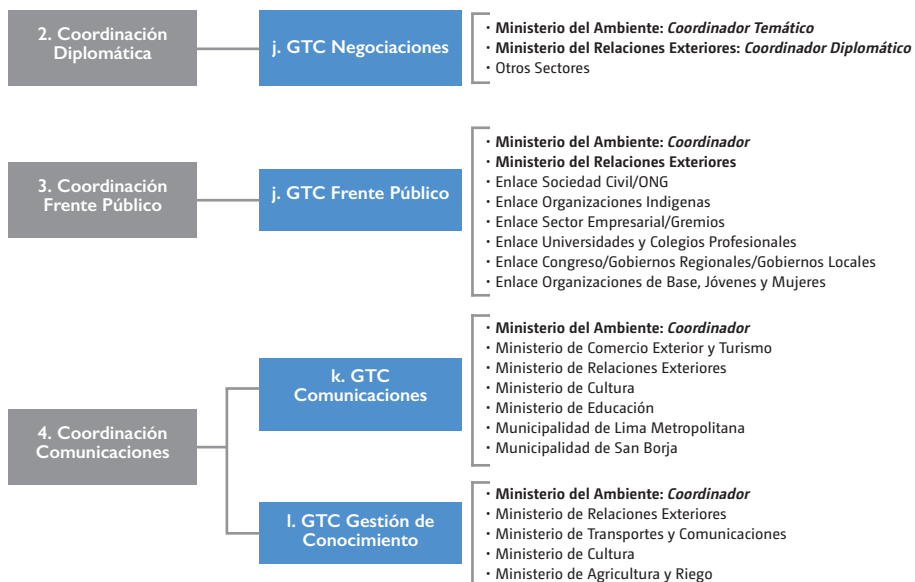 2. Coordinación
Diplomática
j. GTC Negociaciones
· Ministerio del Ambiente: Coordinador Temático
· Ministerio del Relaciones Exteriores: Coordinador Diplomático
· Otros Sectores
3. Coordinación
Frente Público
j. GTC Frente Público
· Ministerio del Ambiente: Coordinador
· Ministerio del Relaciones Exteriores
· Enlace Sociedad Civil/ONG
· Enlace Organizaciones Indigenas
· Enlace Sector Empresarial/Gremios
· Enlace Universidades y Colegios Profesionales
· Enlace Congreso/Gobiernos Regionales/Gobiernos Locales
· Enlace Organizaciones de Base, Jóvenes y Mujeres
4. Coordinación
Comunicaciones
k. GTC
Comunicaciones
· Ministerio del Ambiente: Coordinador
· Ministerio de Comercio Exterior y Turismo
· Ministerio de Relaciones Exteriores
· Ministerio de Cultura
· Ministerio de Educación
· Municipalidad de Lima Metropolitana
· Municipalidad de San Borja
l. GTC Gestión de
Conocimiento
· Ministerio del Ambiente: Coordinador
· Ministerio de Relaciones Exteriores
· Ministerio de Transportes y Comunicaciones
· Ministerio de Cultura
· Ministerio de Agricultura y Riego